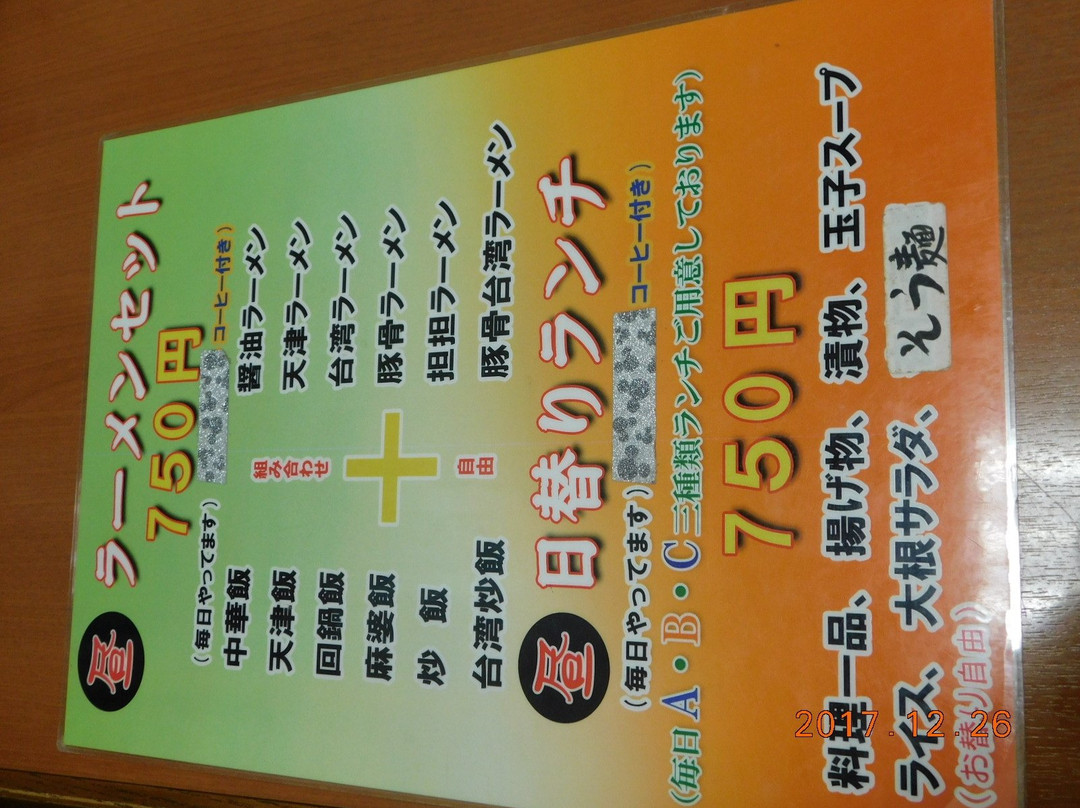 昼 ラーメンセット
750円
(毎日やってます) コーヒー付き)
中華飯
天津飯
回鍋飯
麻婆飯
炒飯
台湾炒飯
組み合わせ
+
自由
醤油ラーメン
天津ラーメン
台湾ラーメン
豚骨ラーメン
担担ラーメン
豚骨台湾ラーメン
昼 日替りランチ
(毎日やってます) コーヒー付き)
(毎日A・B・C三種類ランチご用意しております)
750円
料理一品、揚げ物、漬物、玉子スープ
ライス、大根サラダ、そう麺
(お替り自由)
2017.12.26